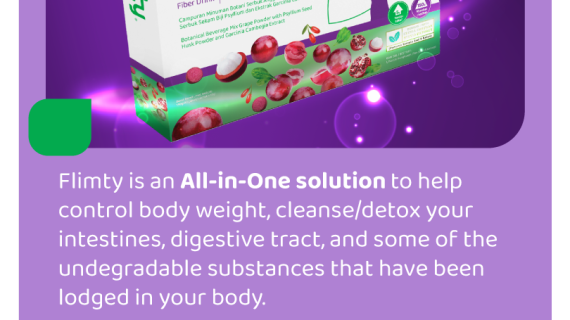 Fiber Drink
Campuran Minuman Botani Serbuk
Serbuk Sekam Biji Psyllium dan Ekstrak Garcinia
Botanical Beverage Mix Grape Powder with Psyllium Seed
Husk Powder and Garcinia Cambogia Extract
Flimty is an All-in-One solution to help
control body weight, cleanse/detox your
intestines, digestive tract, and some of the
undegradable substances that have been
lodged in your body.